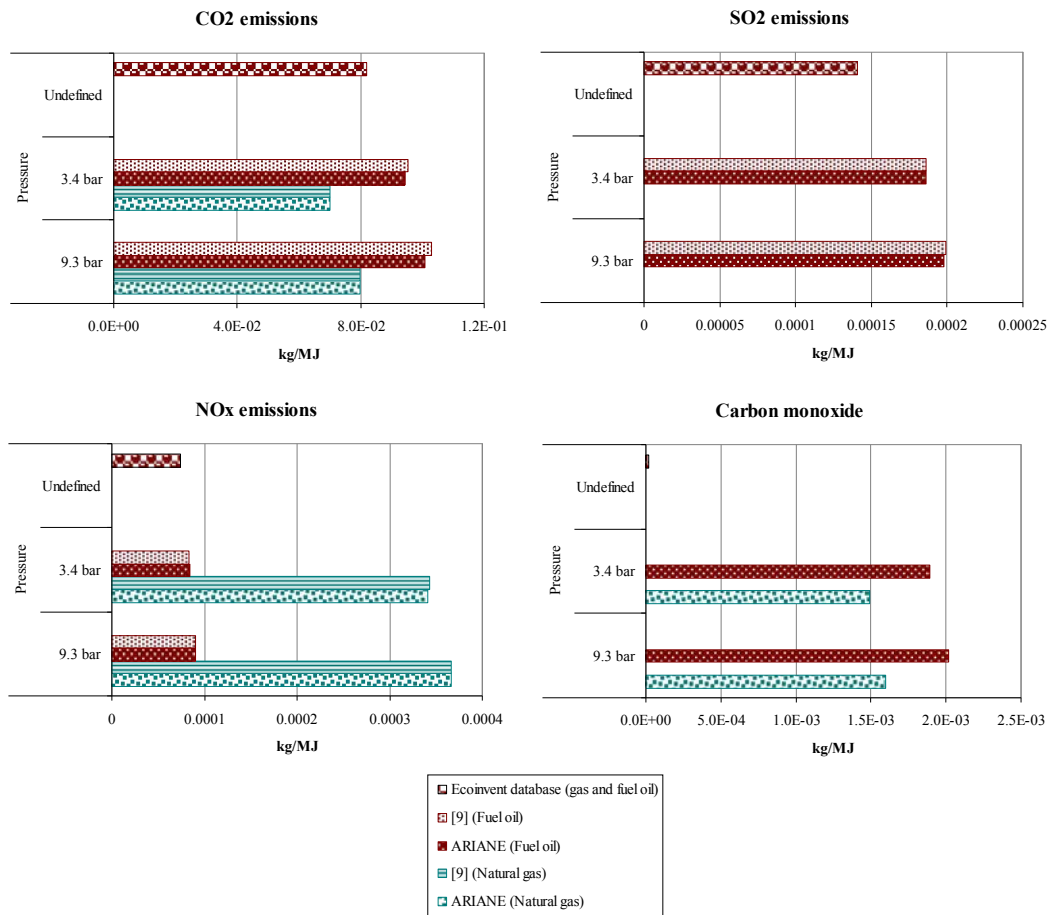 CO2 emissions
Undefined
3.4 bar
9.3 bar
Pressure
0.0E+00 4.0E-02 8.0E-02 1.2E-01
kg/MJ
SO2 emissions
Undefined
3.4 bar
9.3 bar
Pressure
0 0.00005 0.0001 0.00015 0.0002 0.00025
kg/MJ
NOx emissions
Undefined
3.4 bar
9.3 bar
Pressure
0 0.0001 0.0002 0.0003 0.0004
kg/MJ
Carbon monoxide
Undefined
3.4 bar
9.3 bar
Pressure
0.0E+00 5.0E-04 1.0E-03 1.5E-03 2.0E-03 2.5E-03
kg/MJ
Ecoinvent database (gas and fuel oil)
[9] (Fuel oil)
ARIANE (Fuel oil)
[9] (Natural gas)
ARIANE (Natural gas)